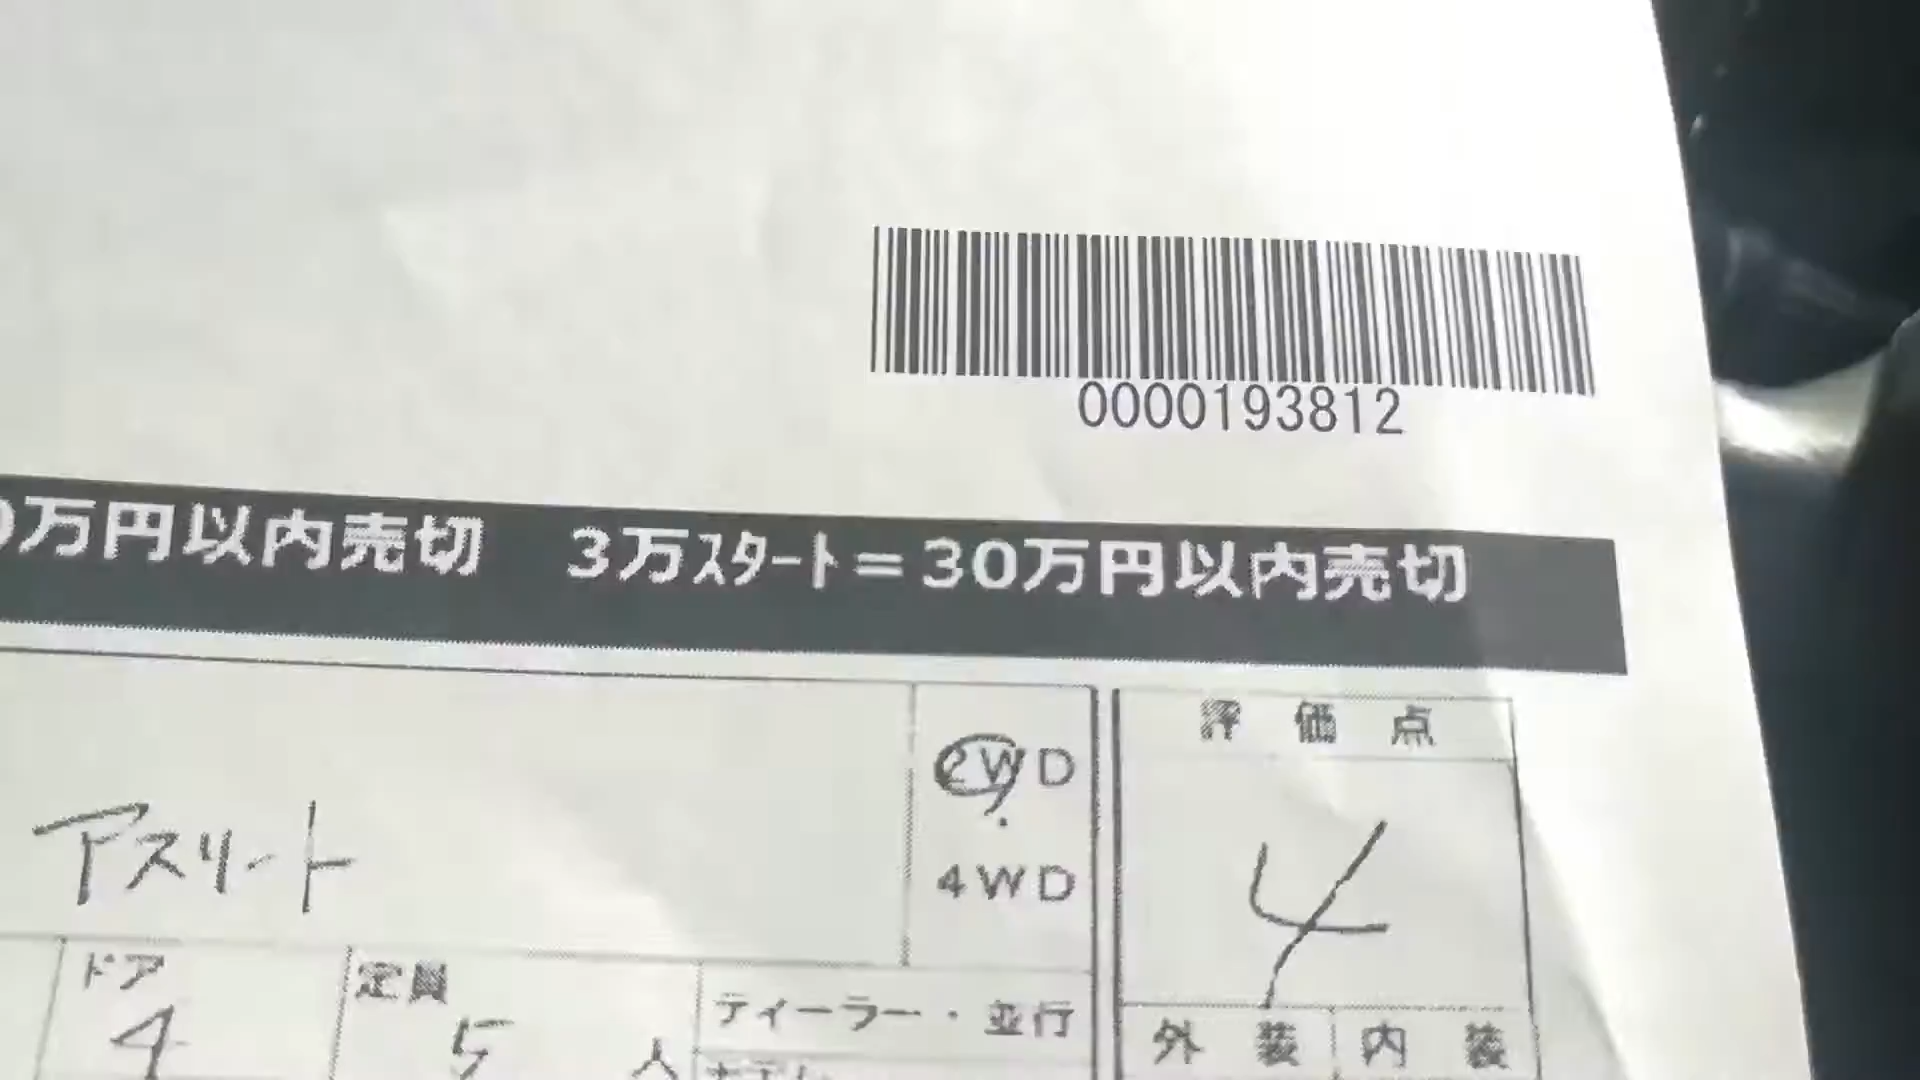 0000193812
万円以内売切 3万スタート=30万円以内売切
評価点
2WD
アスリート
4WD
4
ドア 定員
ディーラー・並行
4 5 人
外装 内装